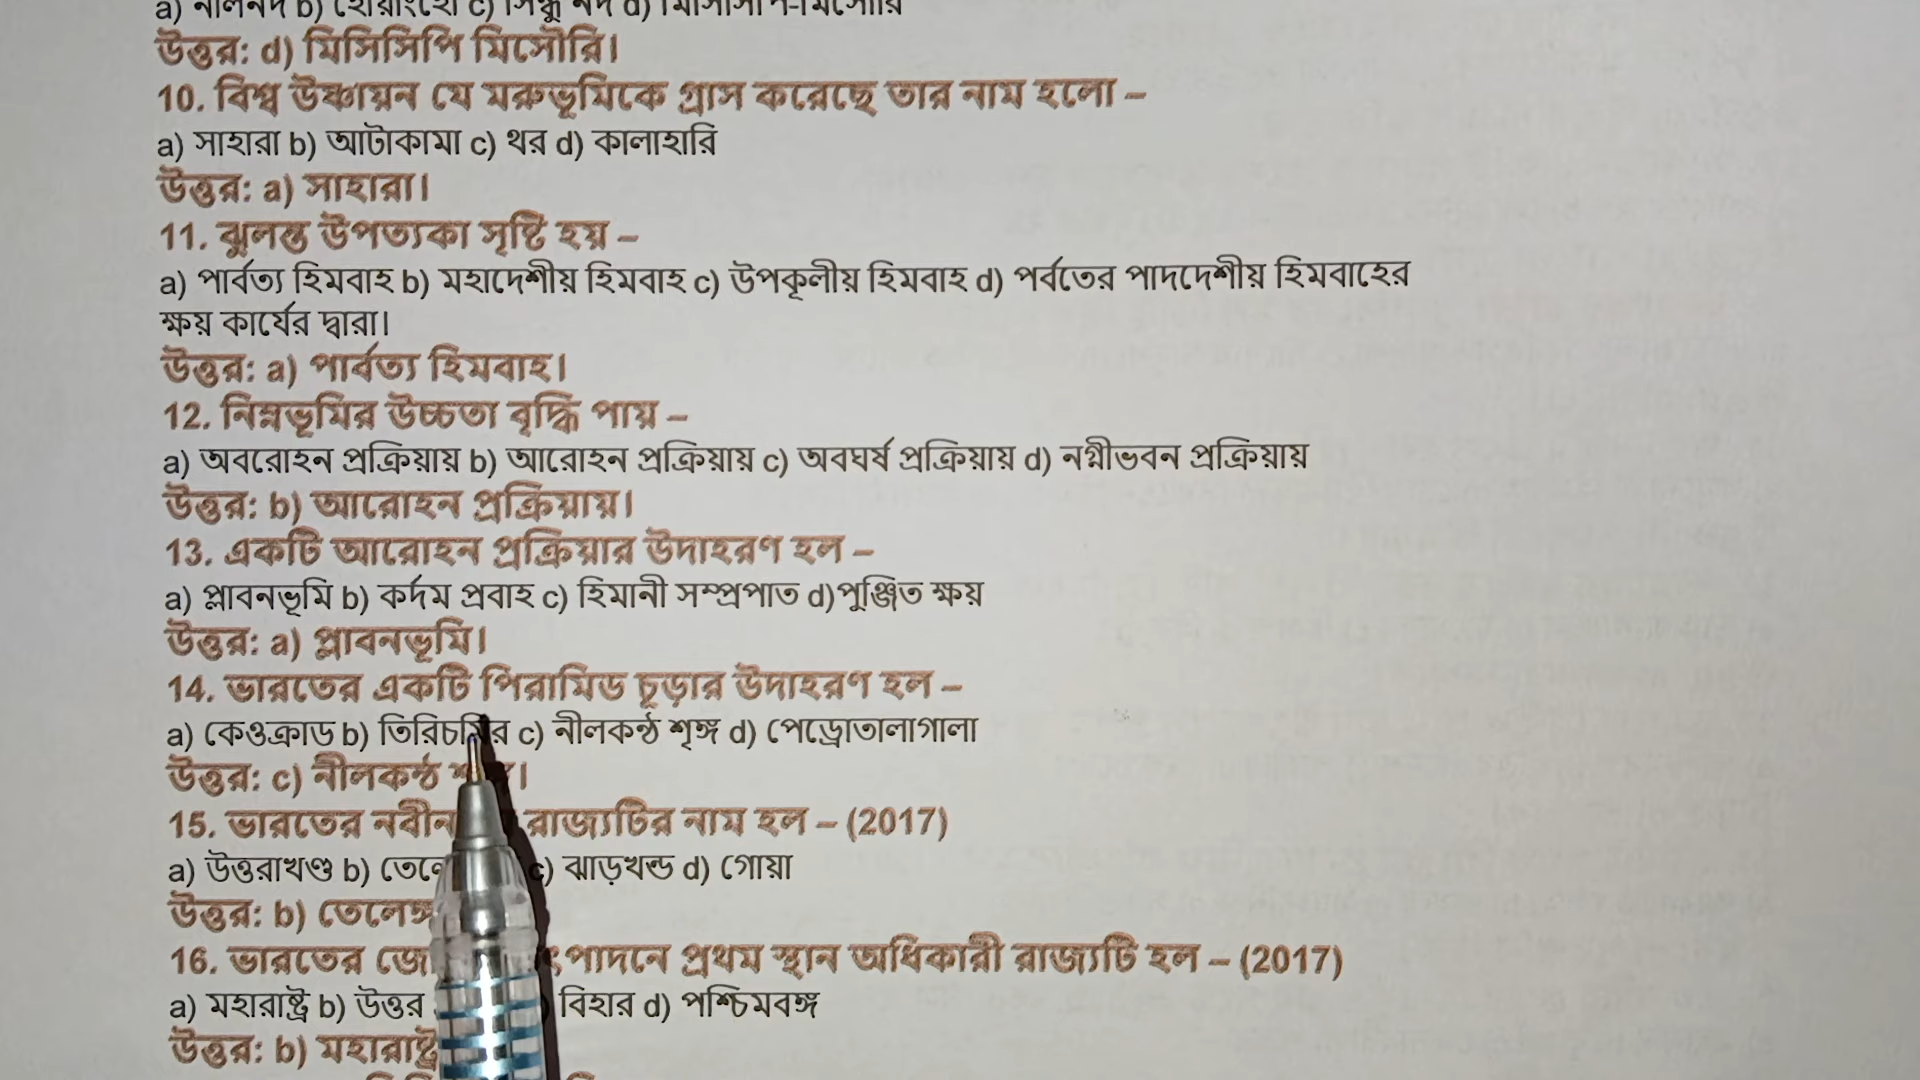 a) নীলনদ b) হোয়াংহো c) সিন্ধু নদ d) মিসিসিপি-মিসৌরি
উত্তর: d) মিসিসিপি মিসৌরি।
10. বিশ্ব উষ্ণায়ন যে মরুভূমিকে গ্রাস করেছে তার নাম হলো –
a) সাহারা b) আটাকামা c) থর d) কালাহারি
উত্তর: a) সাহারা।
11. ঝুলন্ত উপত্যকা সৃষ্টি হয় –
a) পার্বত্য হিমবাহ b) মহাদেশীয় হিমবাহ c) উপকূলীয় হিমবাহ d) পর্বতের পাদদেশীয় হিমবাহের
ক্ষয় কার্যের দ্বারা।
উত্তর: a) পার্বত্য হিমবাহ।
12. নিম্নভূমির উচ্চতা বৃদ্ধি পায় –
a) অবরোহন প্রক্রিয়ায় b) আরোহন প্রক্রিয়ায় c) অবঘর্ষ প্রক্রিয়ায় d) নগ্নীভবন প্রক্রিয়ায়
উত্তর: b) আরোহন প্রক্রিয়ায়।
13. একটি আরোহন প্রক্রিয়ার উদাহরণ হল –
a) প্লাবনভূমি b) কর্দম প্রবাহ c) হিমানী সম্প্রপাত d)পুঞ্জিত ক্ষয়
উত্তর: a) প্লাবনভূমি।
14. ভারতের একটি পিরামিড চূড়ার উদাহরণ হল –
a) কেওক্রাড b) তিরিচমির c) নীলকন্ঠ শৃঙ্গ d) পেড্রোতালাগালা
উত্তর: c) নীলকন্ঠ
15. ভারতের রাজ্যটির নাম হল – (2017)
a) উত্তরাখণ্ড b) c) ঝাড়খন্ড d) গোয়া
উত্তর: b)
16. ভারতের প্রথম স্থান অধিকারী রাজ্যটি হল – (2017)
a) মহারাষ্ট্র b) উত্তর বিহার d) পশ্চিমবঙ্গ
উত্তর: b) মহারাষ্ট্র